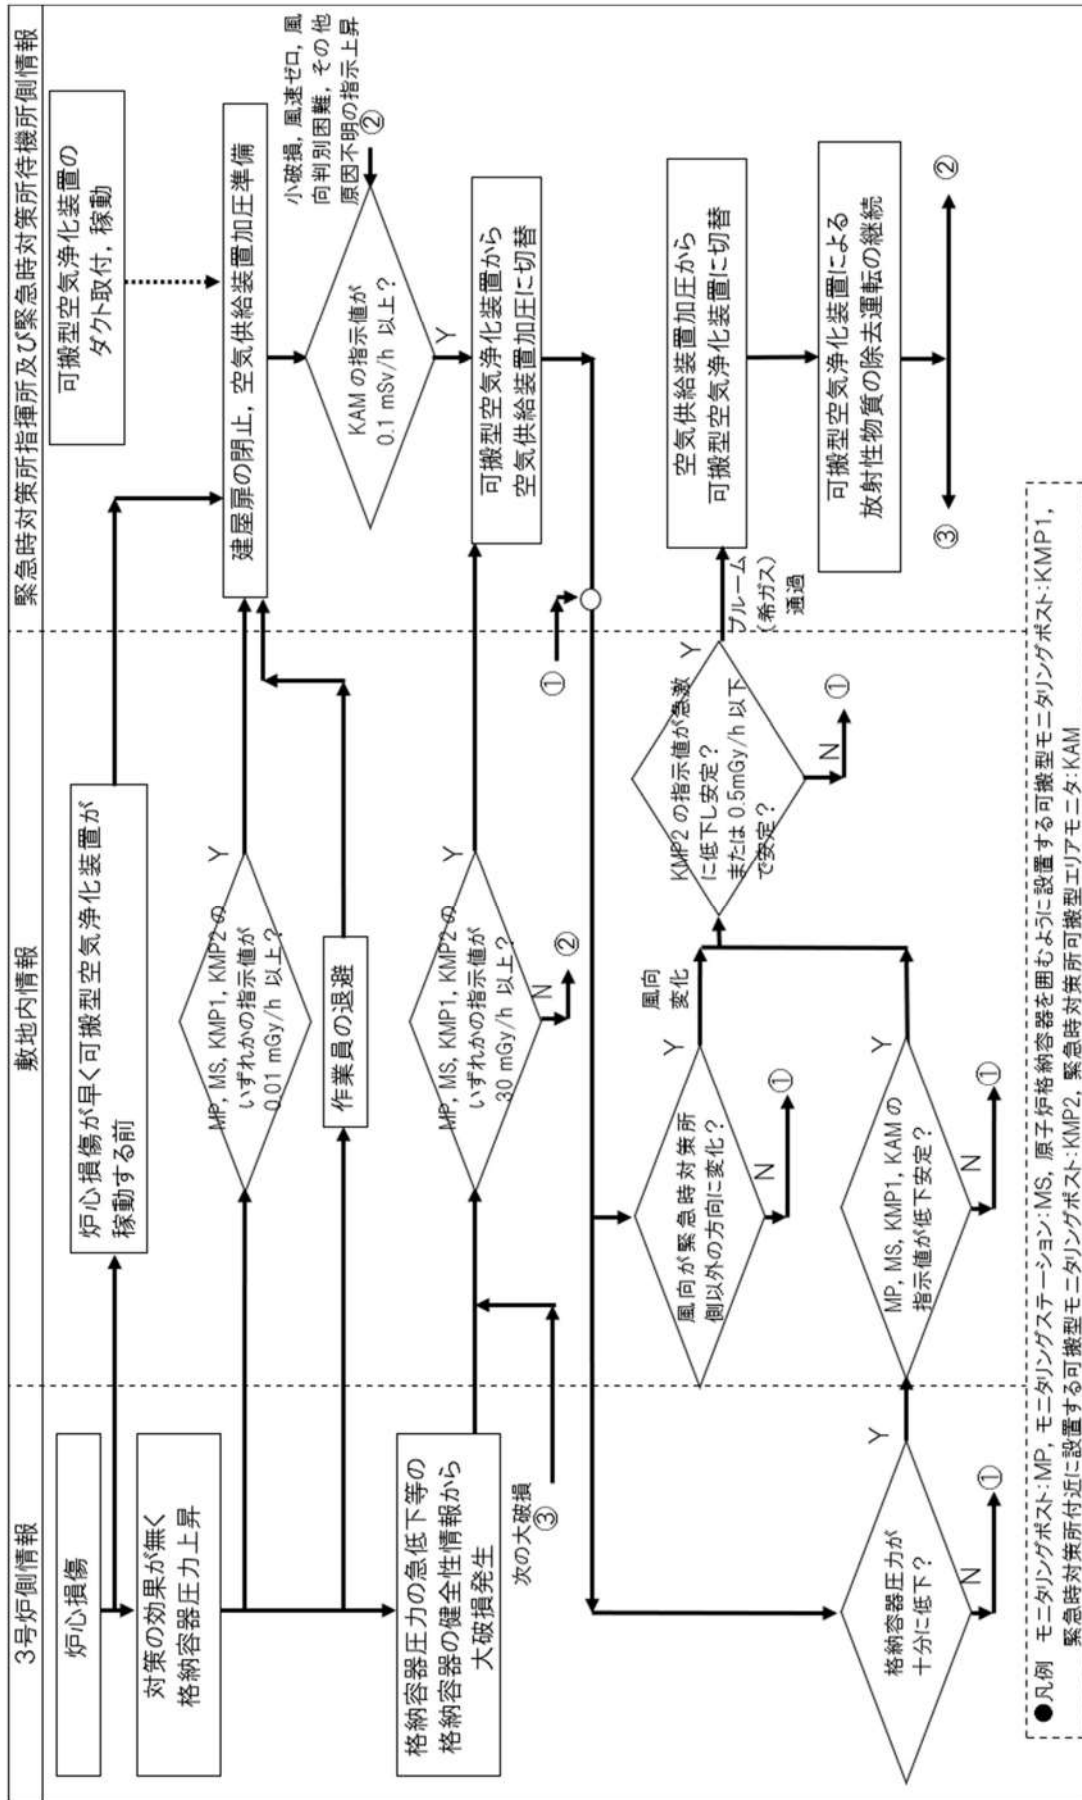 3号炉側情報
敷地内情報
緊急時対策所指揮所及び緊急時対策所待機所側情報
炉心損傷
対策の効果が無く
格納容器圧力上昇
格納容器圧力の急低下等の
格納容器の健全性情報から
大破損発生
次の大破損
③
格納容器圧力が
十分に低下?
Y
N
①
炉心損傷が早く可搬型空気浄化装置が
稼動する前
MP, MS, KMP1, KMP2 の
いずれかの指示値が
0.01 mGy/h 以上?
Y
作業員の退避
MP, MS, KMP1, KMP2 の
いずれかの指示値が
30 mGy/h 以上?
Y
N
②
①
風向が緊急時対策所
側以外の方向に変化?
Y
N
①
風向
変化
MP, MS, KMP1, KAM の
指示値が低下安定?
Y
N
①
KMP2 の指示値が急激
に低下し安定?
または 0.5mGy/h 以下
で安定?
Y
N
①
プルーム
(希ガス)
通過
可搬型空気浄化装置の
ダクト取付, 稼動
建屋扉の閉止, 空気供給装置加圧準備
小破損, 風速ゼロ, 風
向判別困難, その他
原因不明の指示上昇
②
KAM の指示値が
0.1 mSv/h 以上?
Y
可搬型空気浄化装置から
空気供給装置加圧に切替
空気供給装置加圧から
可搬型空気浄化装置に切替
可搬型空気浄化装置による
放射性物質の除去運転の継続
③
②
●凡例 モニタリングポスト:MP, モニタリングステーション:MS, 原子炉格納容器を囲むように設置する可搬型モニタリングポスト:KMP1,
緊急時対策所付近に設置する可搬型モニタリングポスト:KMP2, 緊急時対策所可搬型エリアモニタ:KAM